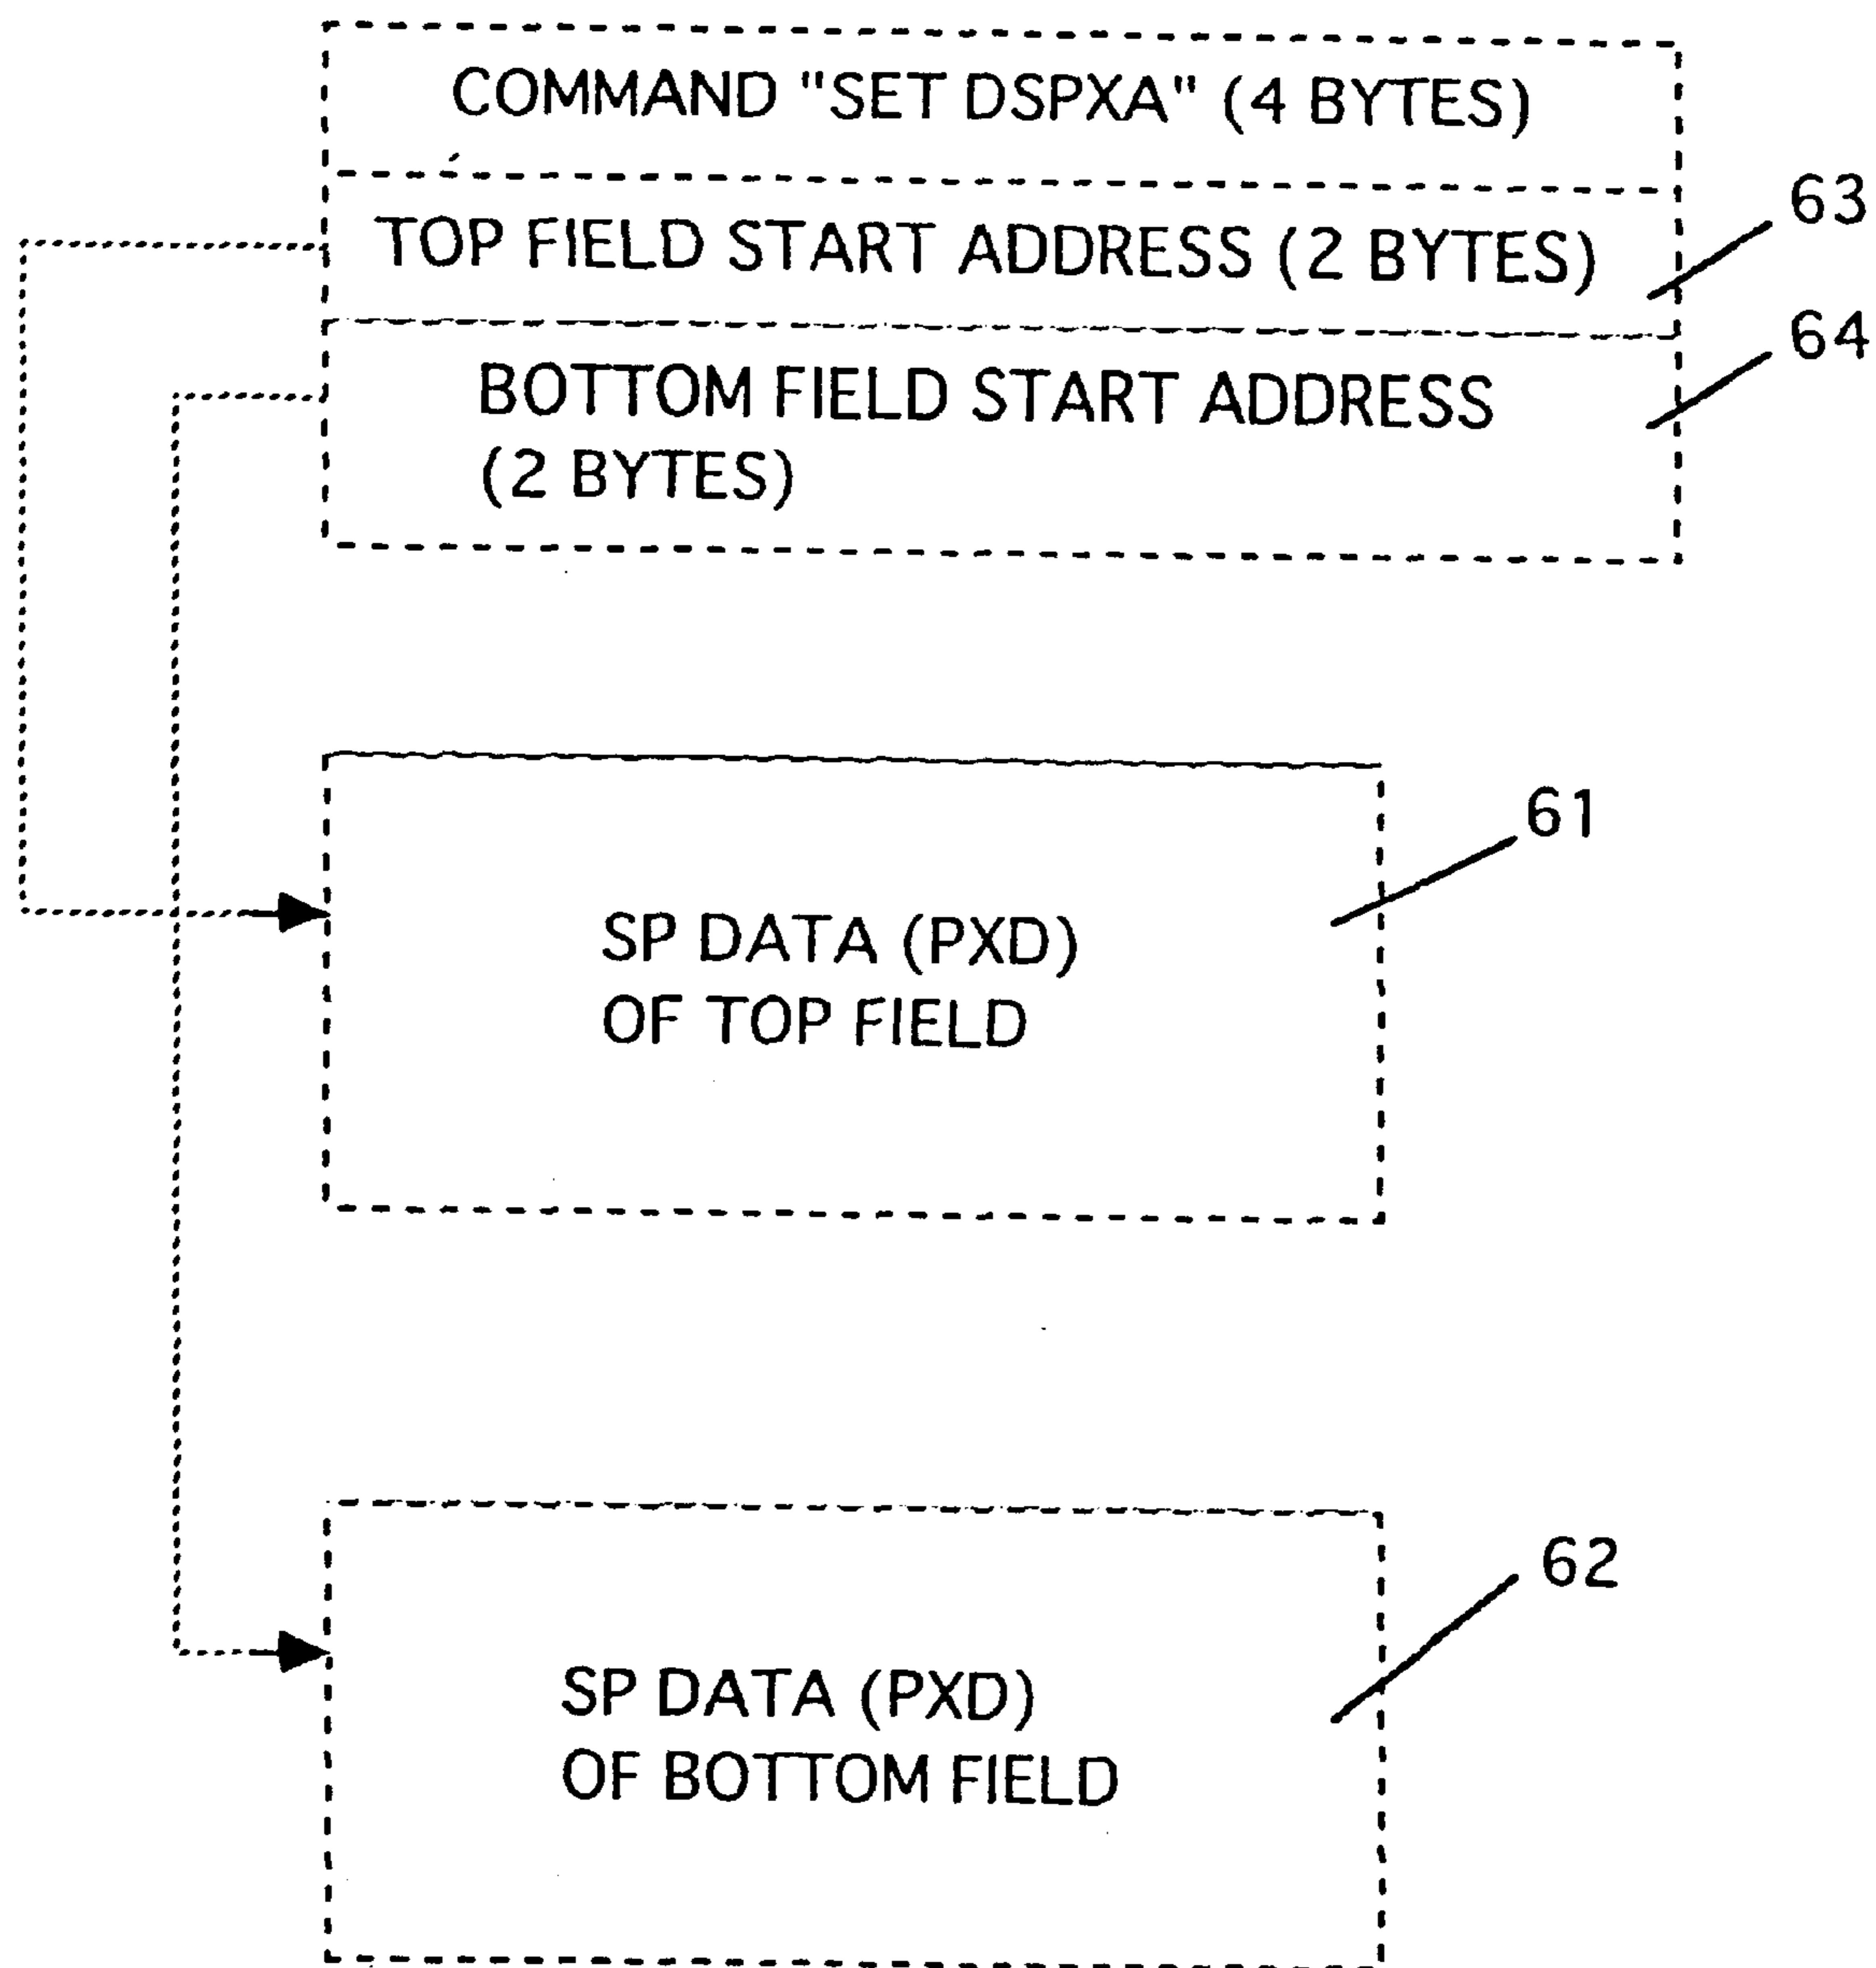 COMMAND "SET DSPXA" (4 BYTES)
TOP FIELD START ADDRESS (2 BYTES)
63
BOTTOM FIELD START ADDRESS
(2 BYTES)
64
SP DATA (PXD)
OF TOP FIELD
61
SP DATA (PXD)
OF BOTTOM FIELD
62